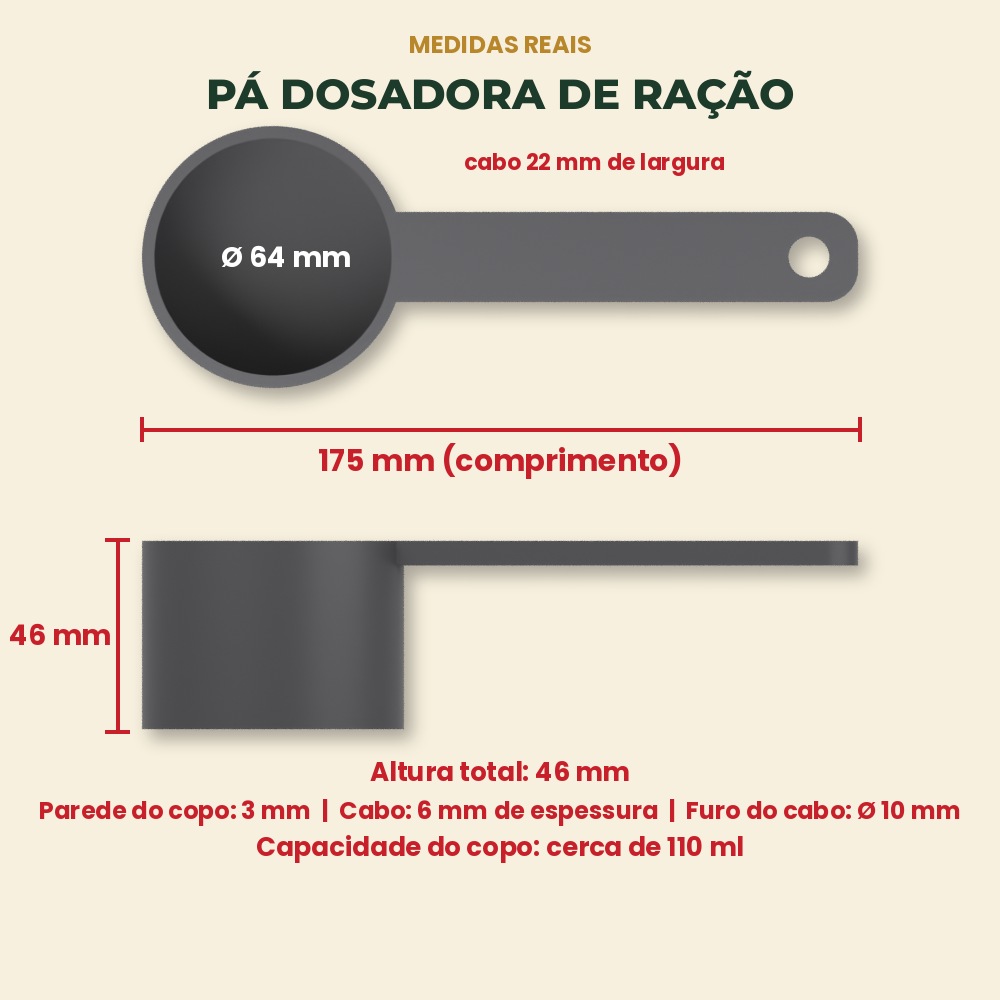 MEDIDAS REAIS
PÁ DOSADORA DE RAÇÃO
cabo 22 mm de largura
Ø 64 mm
175 mm (comprimento)
46 mm
Altura total: 46 mm
Parede do copo: 3 mm | Cabo: 6 mm de espessura | Furo do cabo: Ø 10 mm
Capacidade do copo: cerca de 110 ml